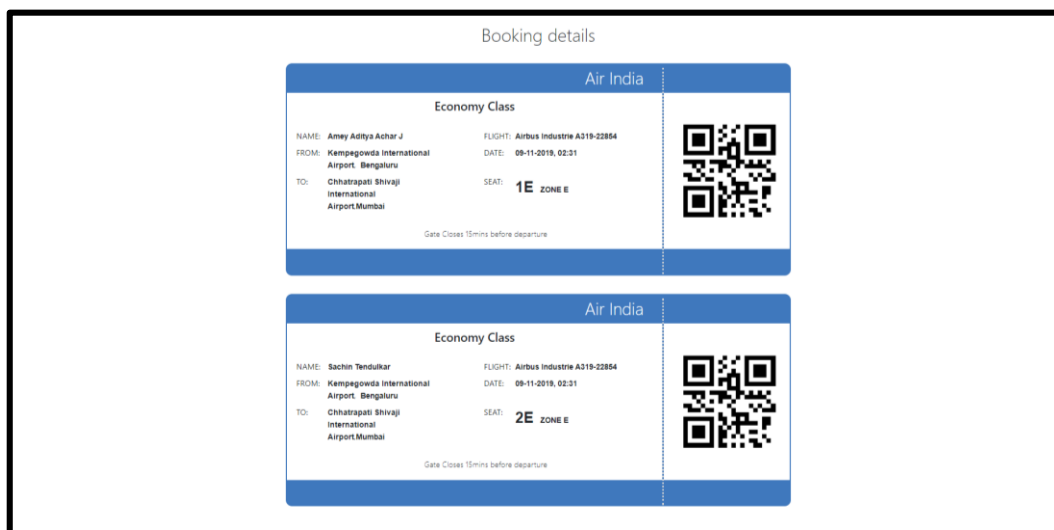 Booking details
Air India
Economy Class
NAME: Amey Aditya Achar J FLIGHT: Airbus Industrie A319-22854
FROM: Kempegowda International DATE: 09-11-2019, 02:31
Airport. Bengaluru
TO: Chhatrapati Shivaji SEAT: 1E ZONE E
International
Airport.Mumbai
Gate Closes 15mins before departure
Air India
Economy Class
NAME: Sachin Tendulkar FLIGHT: Airbus Industrie A319-22854
FROM: Kempegowda International DATE: 09-11-2019, 02:31
Airport. Bengaluru
TO: Chhatrapati Shivaji SEAT: 2E ZONE E
International
Airport.Mumbai
Gate Closes 15mins before departure